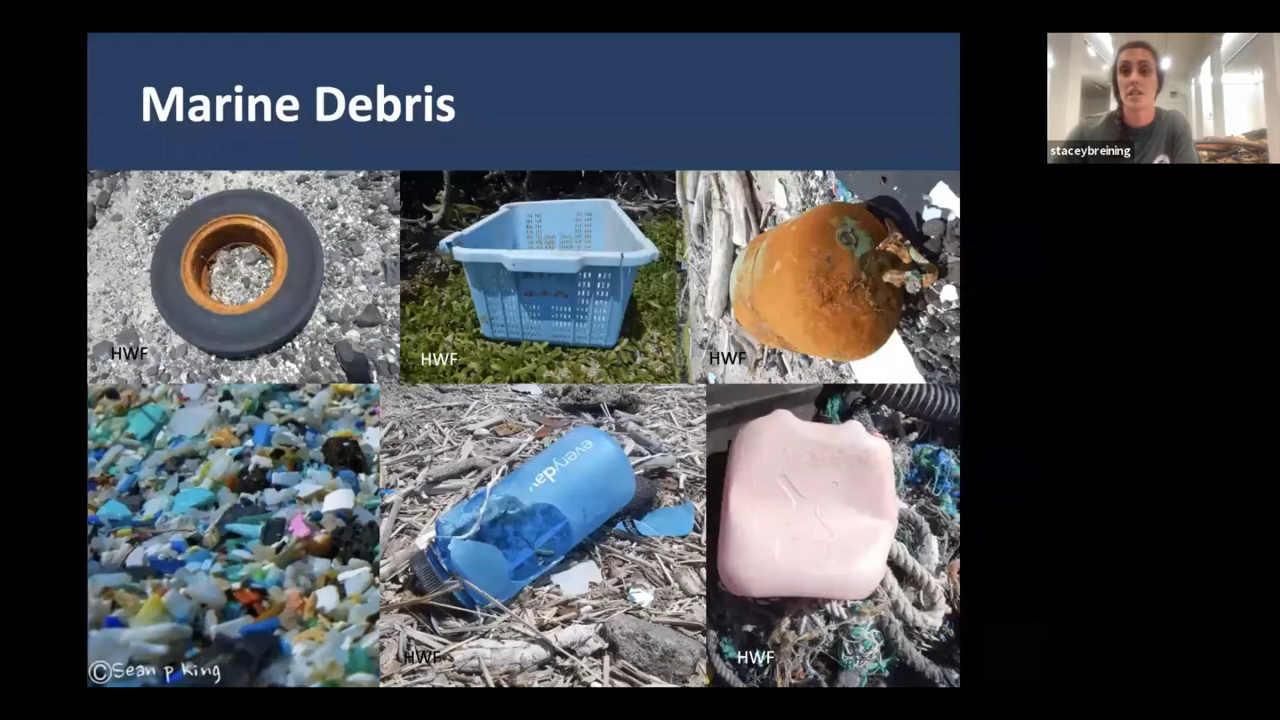 Marine Debris
staceybreining
HWF
HWF
HWF
everyday
©Sean p King
HWF
HWF